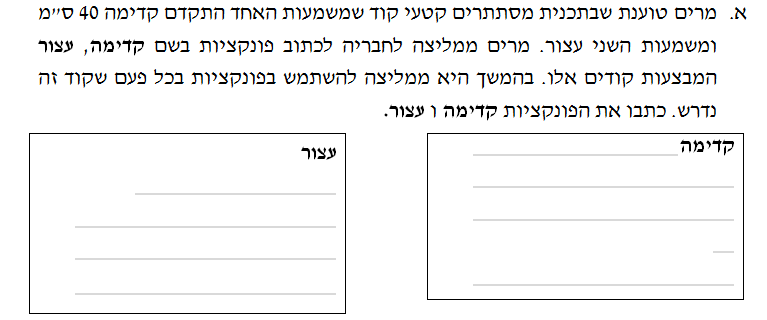 א. מרים טוענת שבתכנית מסתתרים קטעי קוד שמשמעות האחד התקדם קדימה 40 ס״מ
ומשמעות השני עצור. מרים ממליצה לחבריה לכתוב פונקציות בשם קדימה, עצור
המבצעות קודים אלו. בהמשך היא ממליצה להשתמש בפונקציות בכל פעם שקוד זה
נדרש. כתבו את הפונקציות קדימה ו עצור.
קדימה
עצור